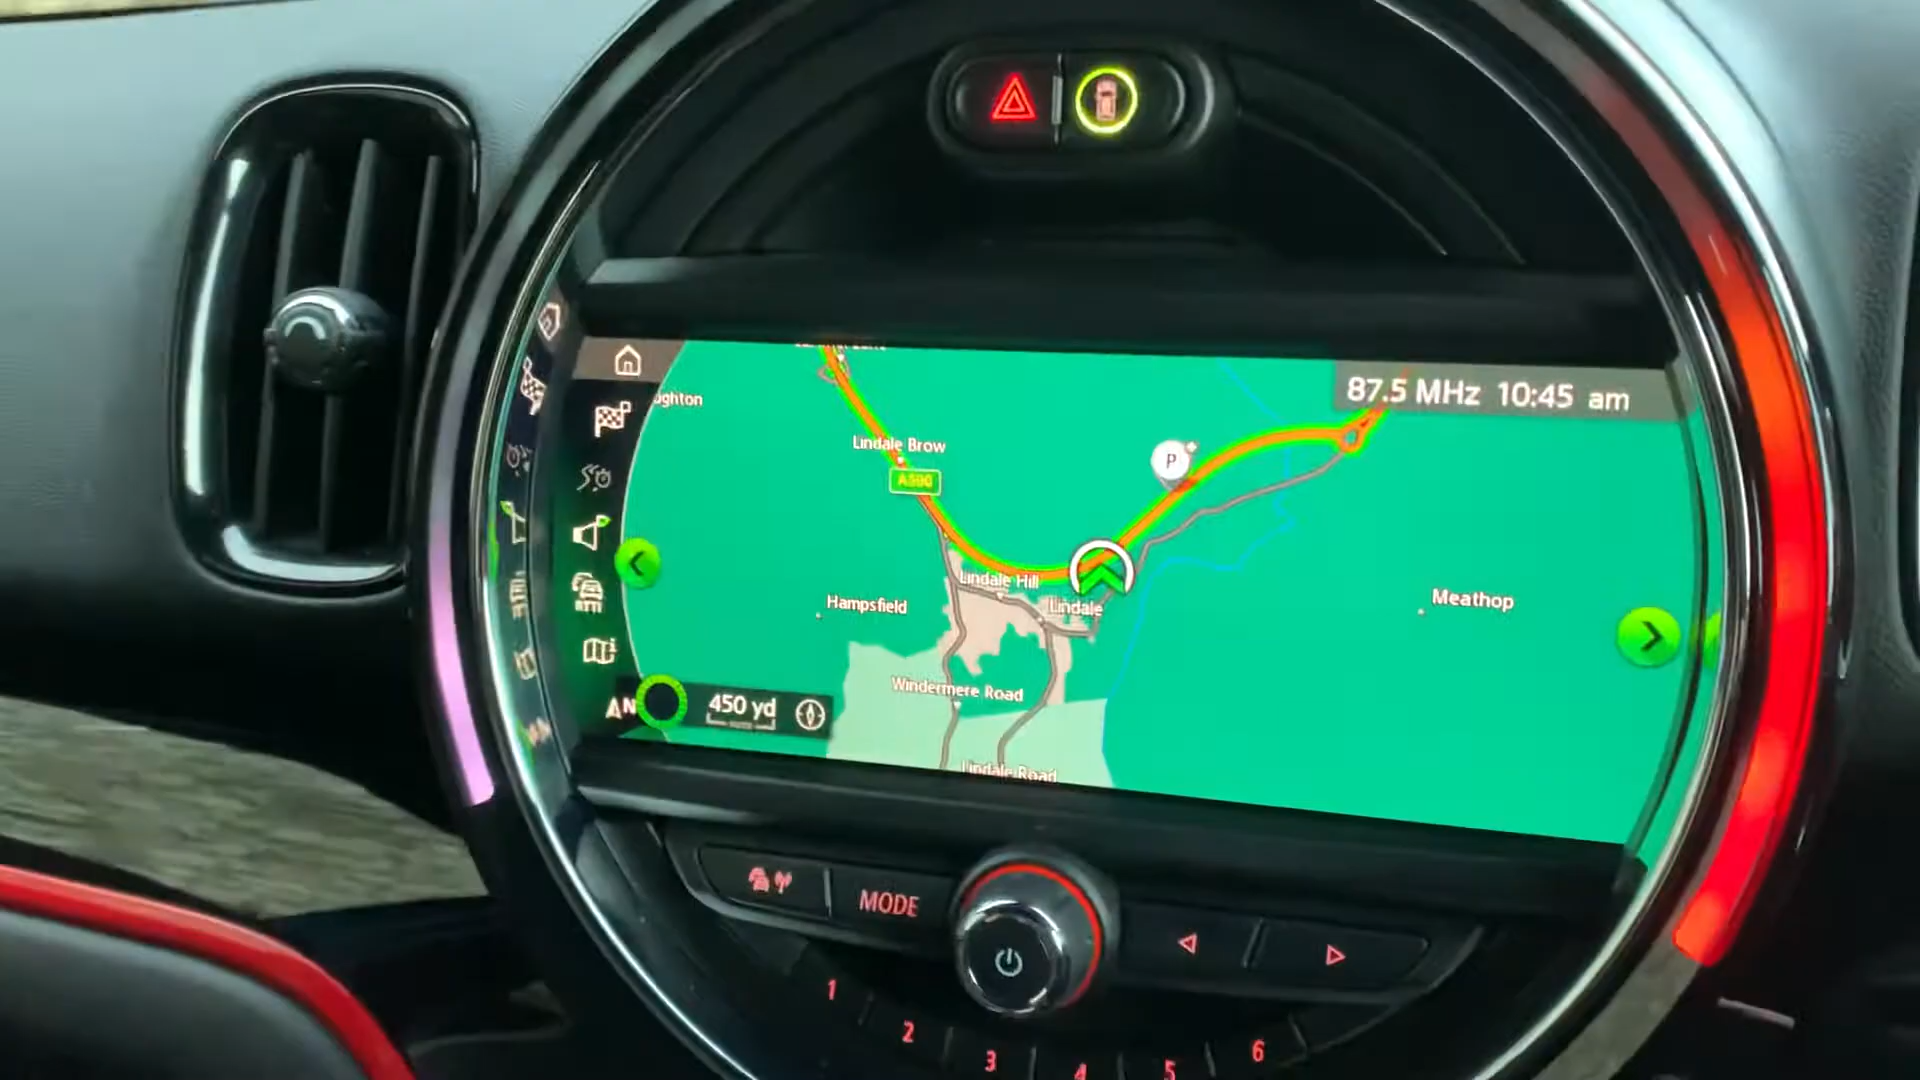 87.5 MHz 10:45 am
ghton
Lindale Brow
A590
P
Lindale Hill
Lindale
Hampsfield
Meathop
Windermere Road
N
450 yd
Lindale Road
MODE
1
2
3
4
5
6